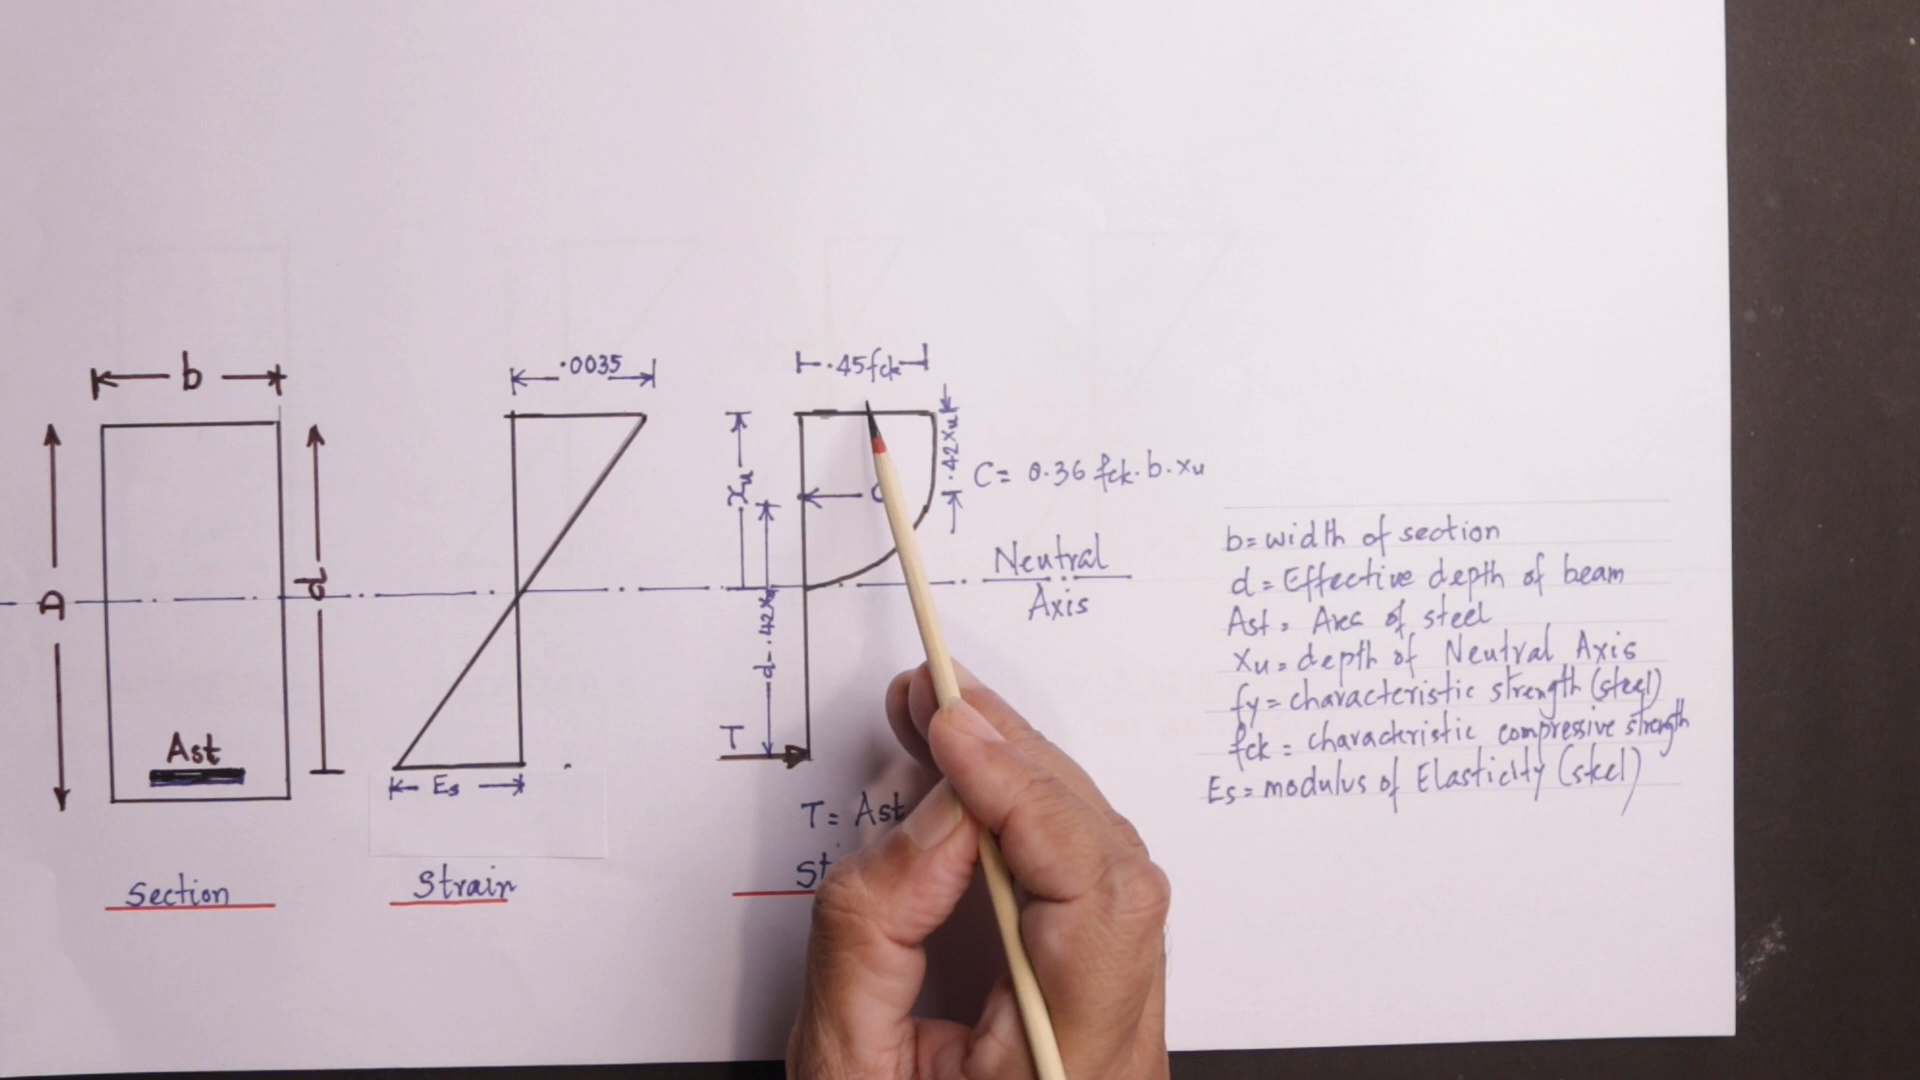 b
D
d
Ast
Section
.0035
Es
Strain
.45fck
xu
.42xu
C = 0.36 fck. b. xu
d-.42xu
Neutral
Axis
T
T = Ast
b = width of section
d = Effective depth of beam
Ast = Area of steel
xu = depth of Neutral Axis
fy = characteristic strength (steel)
fck = characteristic compressive strength
Es = modulus of Elasticity (steel)